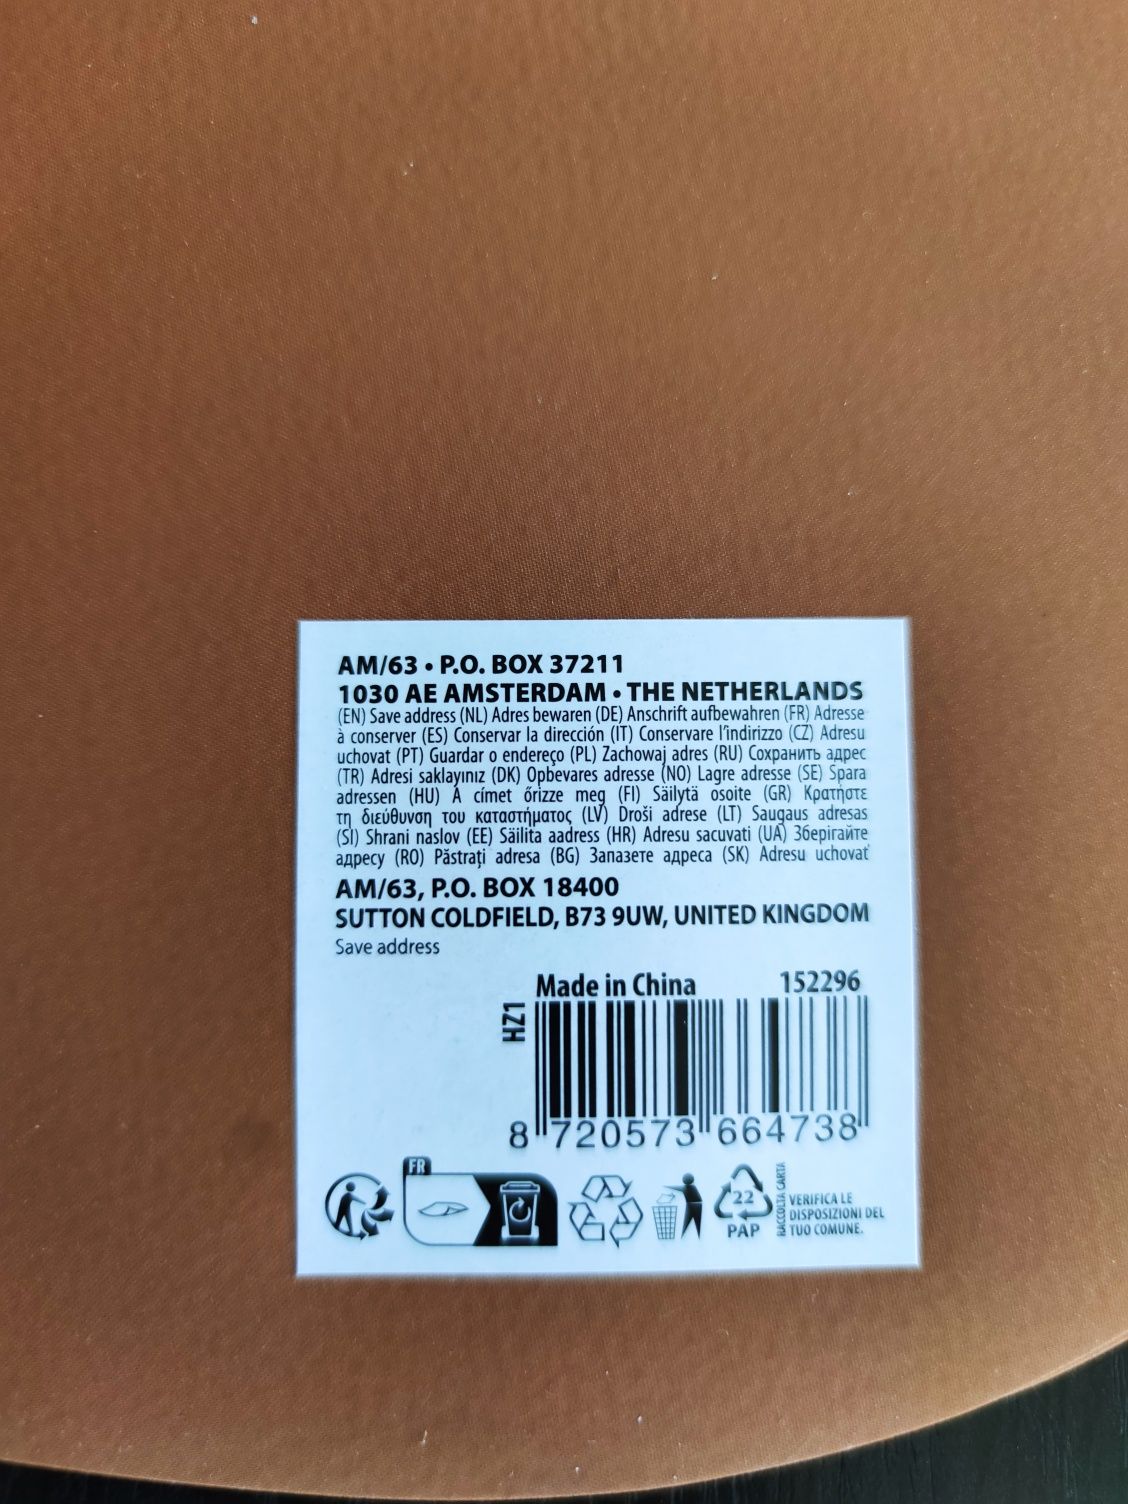 AM/63 • P.O. BOX 37211
1030 AE AMSTERDAM • THE NETHERLANDS
(EN) Save address (NL) Adres bewaren (DE) Anschrift aufbewahren (FR) Adresse
à conserver (ES) Conservar la dirección (IT) Conservare l'indirizzo (CZ) Adresu
uchovat (PT) Guardar o endereço (PL) Zachowaj adres (RU) Сохранить адрес
(TR) Adresi saklayınız (DK) Opbevares adresse (NO) Lagre adresse (SE) Spara
adressen (HU) A címet őrizze meg (FI) Säilytä osoite (GR) Κρατήστε
τη διεύθυνση του καταστήματος (LV) Droši adrese (LT) Saugaus adresas
(SI) Shrani naslov (EE) Säilita aadress (HR) Adresu sacuvati (UA) Зберігайте
адресу (RO) Păstrați adresa (BG) Запазете адреса (SK) Adresu uchovať
AM/63, P.O. BOX 18400
SUTTON COLDFIELD, B73 9UW, UNITED KINGDOM
Save address
Made in China 152296
HZ1
8 720573 664738
FR
22
PAP
RACCOLTA CARTA
VERIFICA LE
DISPOSIZIONI DEL
TUO COMUNE.